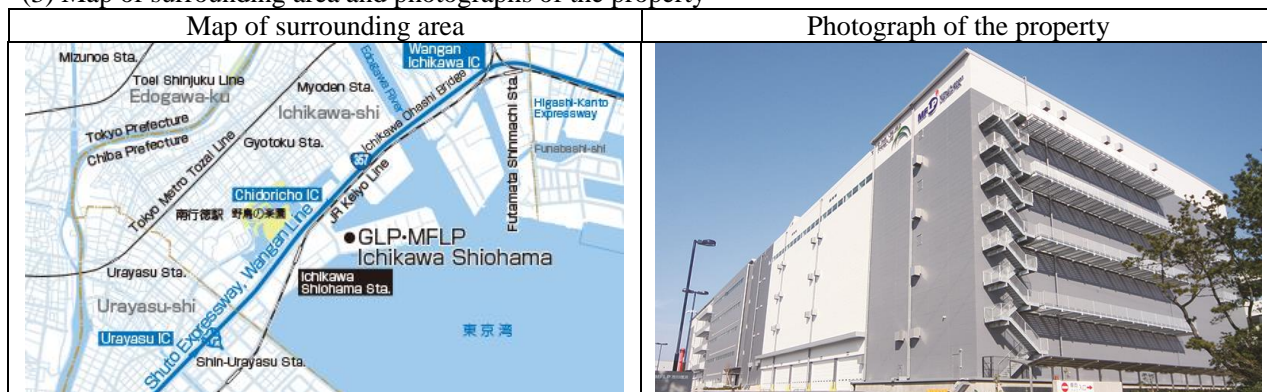 (3) Map of surrounding area and photographs of the property
Map of surrounding area
Photograph of the property
Mizunoe Sta.
Toei Shinjuku Line
Edogawa-ku
Tokyo Prefecture
Chiba Prefecture
Tokyo Metro Tozai Line
Gyotoku Sta.
Myoden Sta.
Ichikawa-shi
Edogawa River
Wangan
Ichikawa IC
Ichikawa Ohashi Bridge
357
JR Keiyo Line
Futamata Shinmachi Sta.
Higashi-Kanto
Expressway
Funabashi-shi
Chidoricho IC
南行徳駅
野鳥の楽園
GLP・MFLP
Ichikawa Shiohama
Ichikawa
Shiohama Sta.
Urayasu Sta.
Urayasu-shi
Urayasu IC
Shuto Expressway, Wangan Line
Shin-Urayasu Sta.
東京湾
MFLP